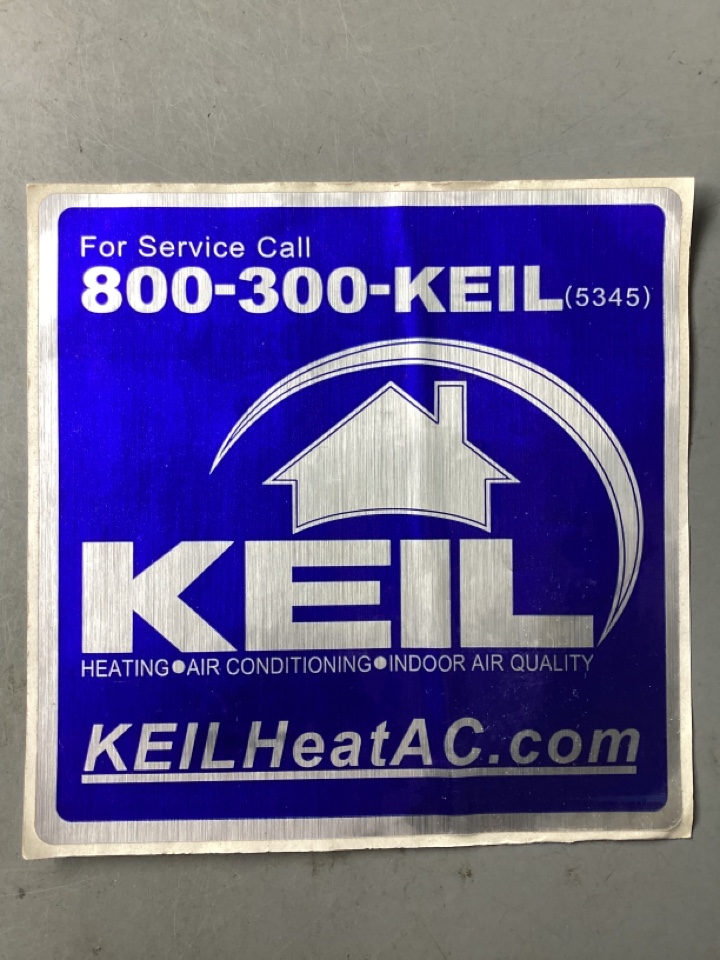 For Service Call
800-300-KEIL(5345)
KEIL
HEATING●AIR CONDITIONING●INDOOR AIR QUALITY
KEILHeatAC.com